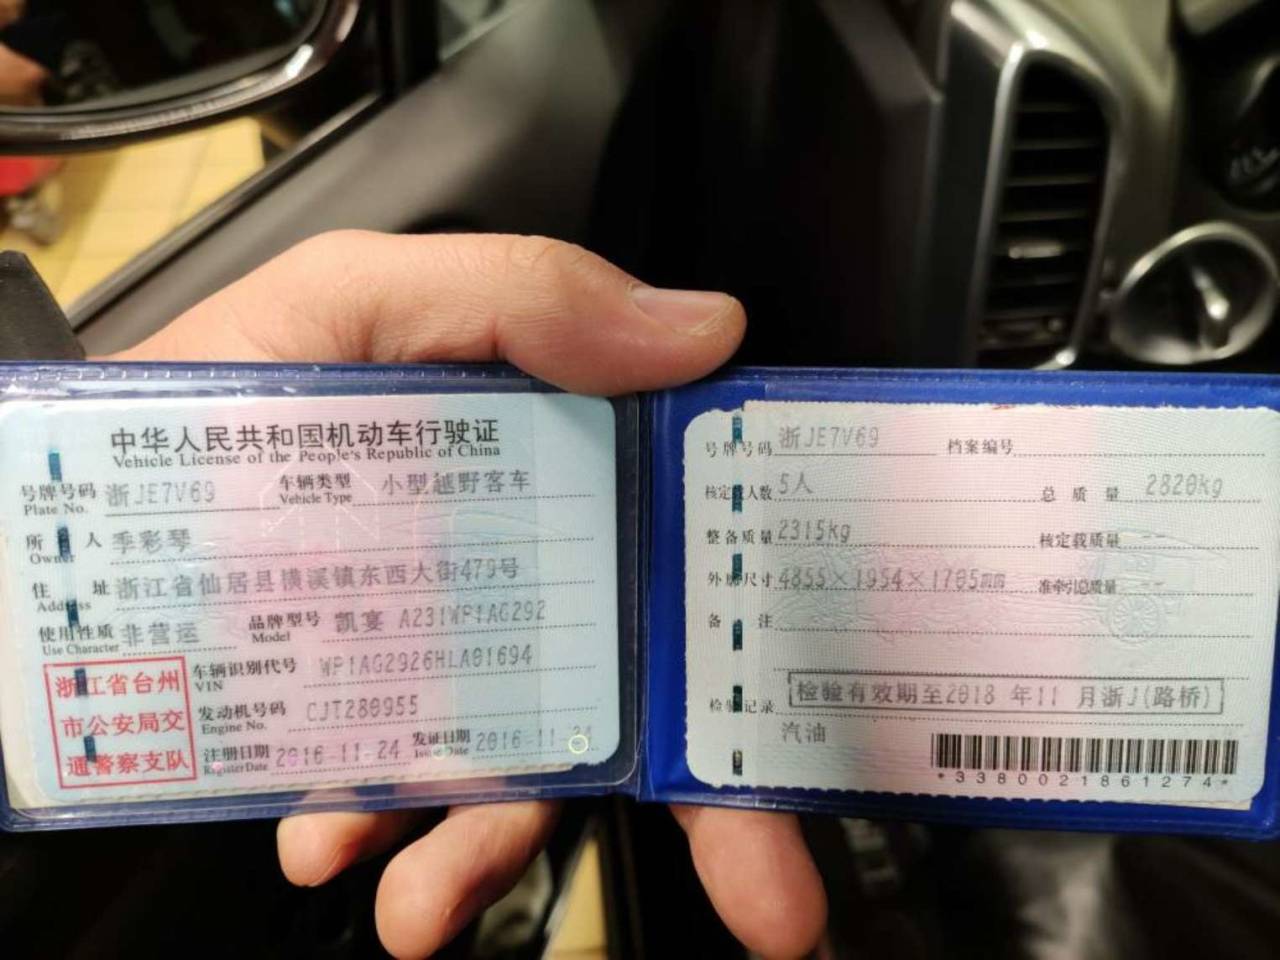 中华人民共和国机动车行驶证
Vehicle License of the People's Republic of China
号牌号码 浙JE7V69 车辆类型 小型越野客车
Plate No. Vehicle Type
所 有 人 季彩琴
Owner
住 址 浙江省仙居县横溪镇东西大街479号
Address
使用性质 非营运 品牌型号 凯宴 A231WP1AG292
Use Character Model
浙江省台州
市公安局交
通警察支队
车辆识别代号 WP1AG2926HLA01694
VIN
发动机号码 CJT280955
Engine No.
注册日期 2016-11-24 发证日期 2016-11-24
Register Date Issue Date
号牌号码 浙JE7V69 档案编号
核定载人数 5人 总质量 2820kg
整备质量 2315kg 核定载质量 --
外廓尺寸 4855×1954×1705mm 准牵引总质量 --
备 注
检验记录 检验有效期至2018 年11 月浙J(路桥)
汽油
*3380021861274*